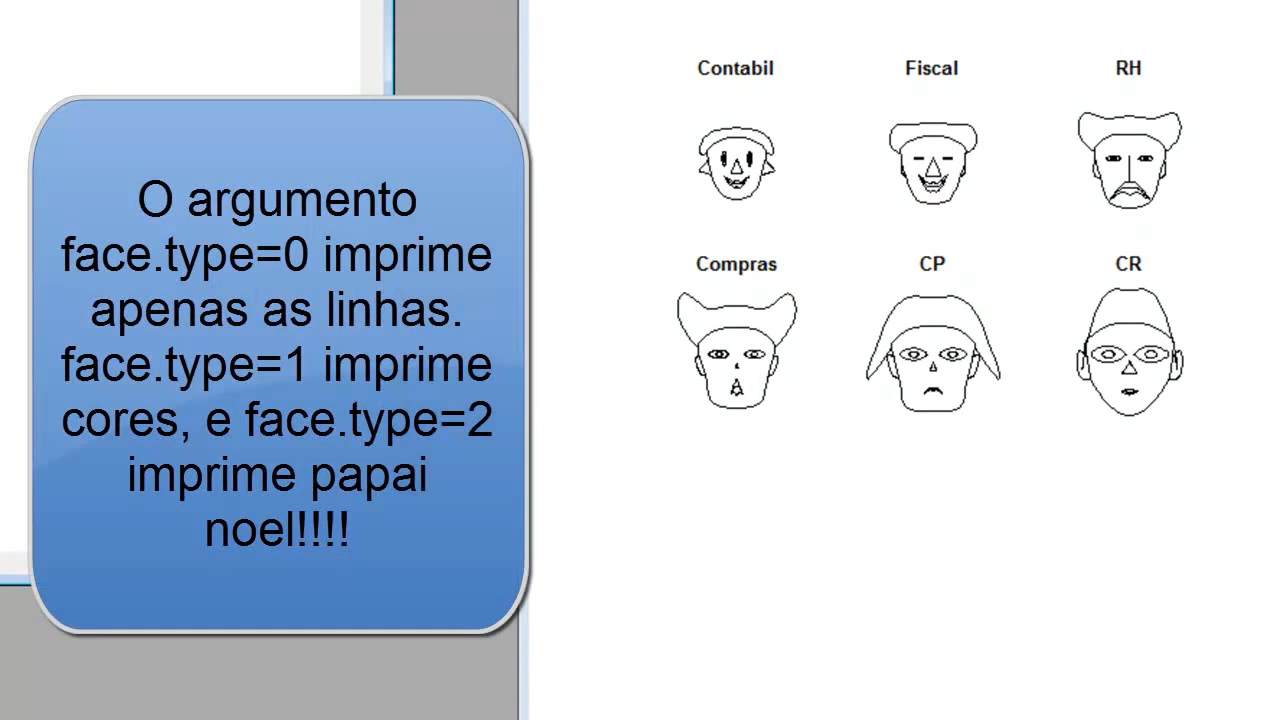 O argumento
face.type=0 imprime
apenas as linhas.
face.type=1 imprime
cores, e face.type=2
imprime papai
noel!!!!
Contabil
Fiscal
RH
Compras
CP
CR